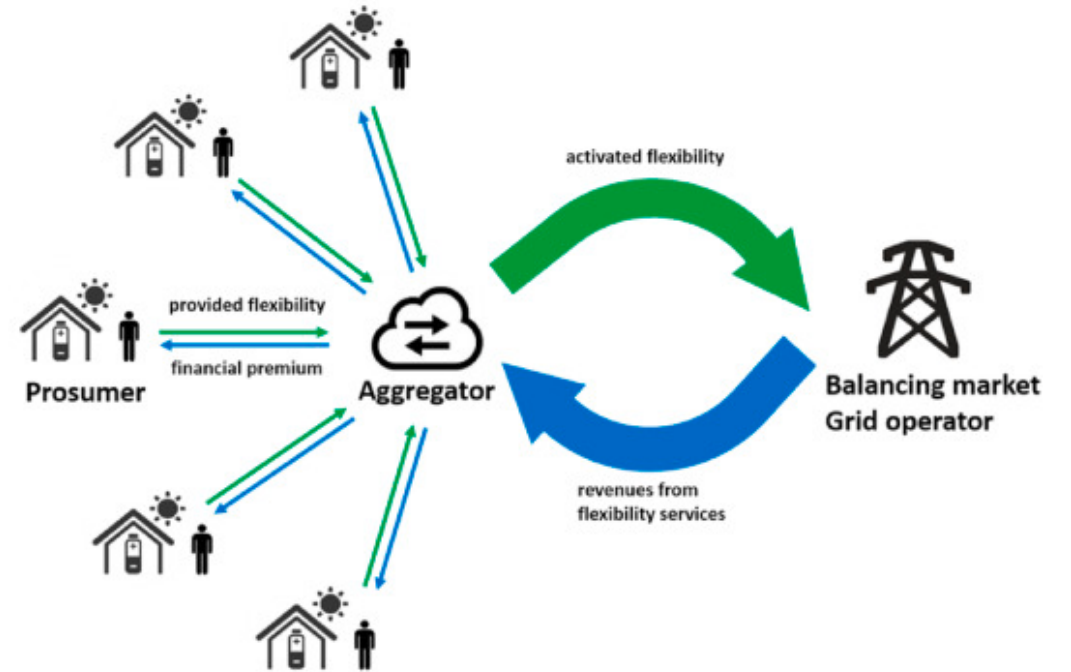 activated flexibility
provided flexibility
financial premium
Prosumer
Aggregator
Balancing market
Grid operator
revenues from
flexibility services